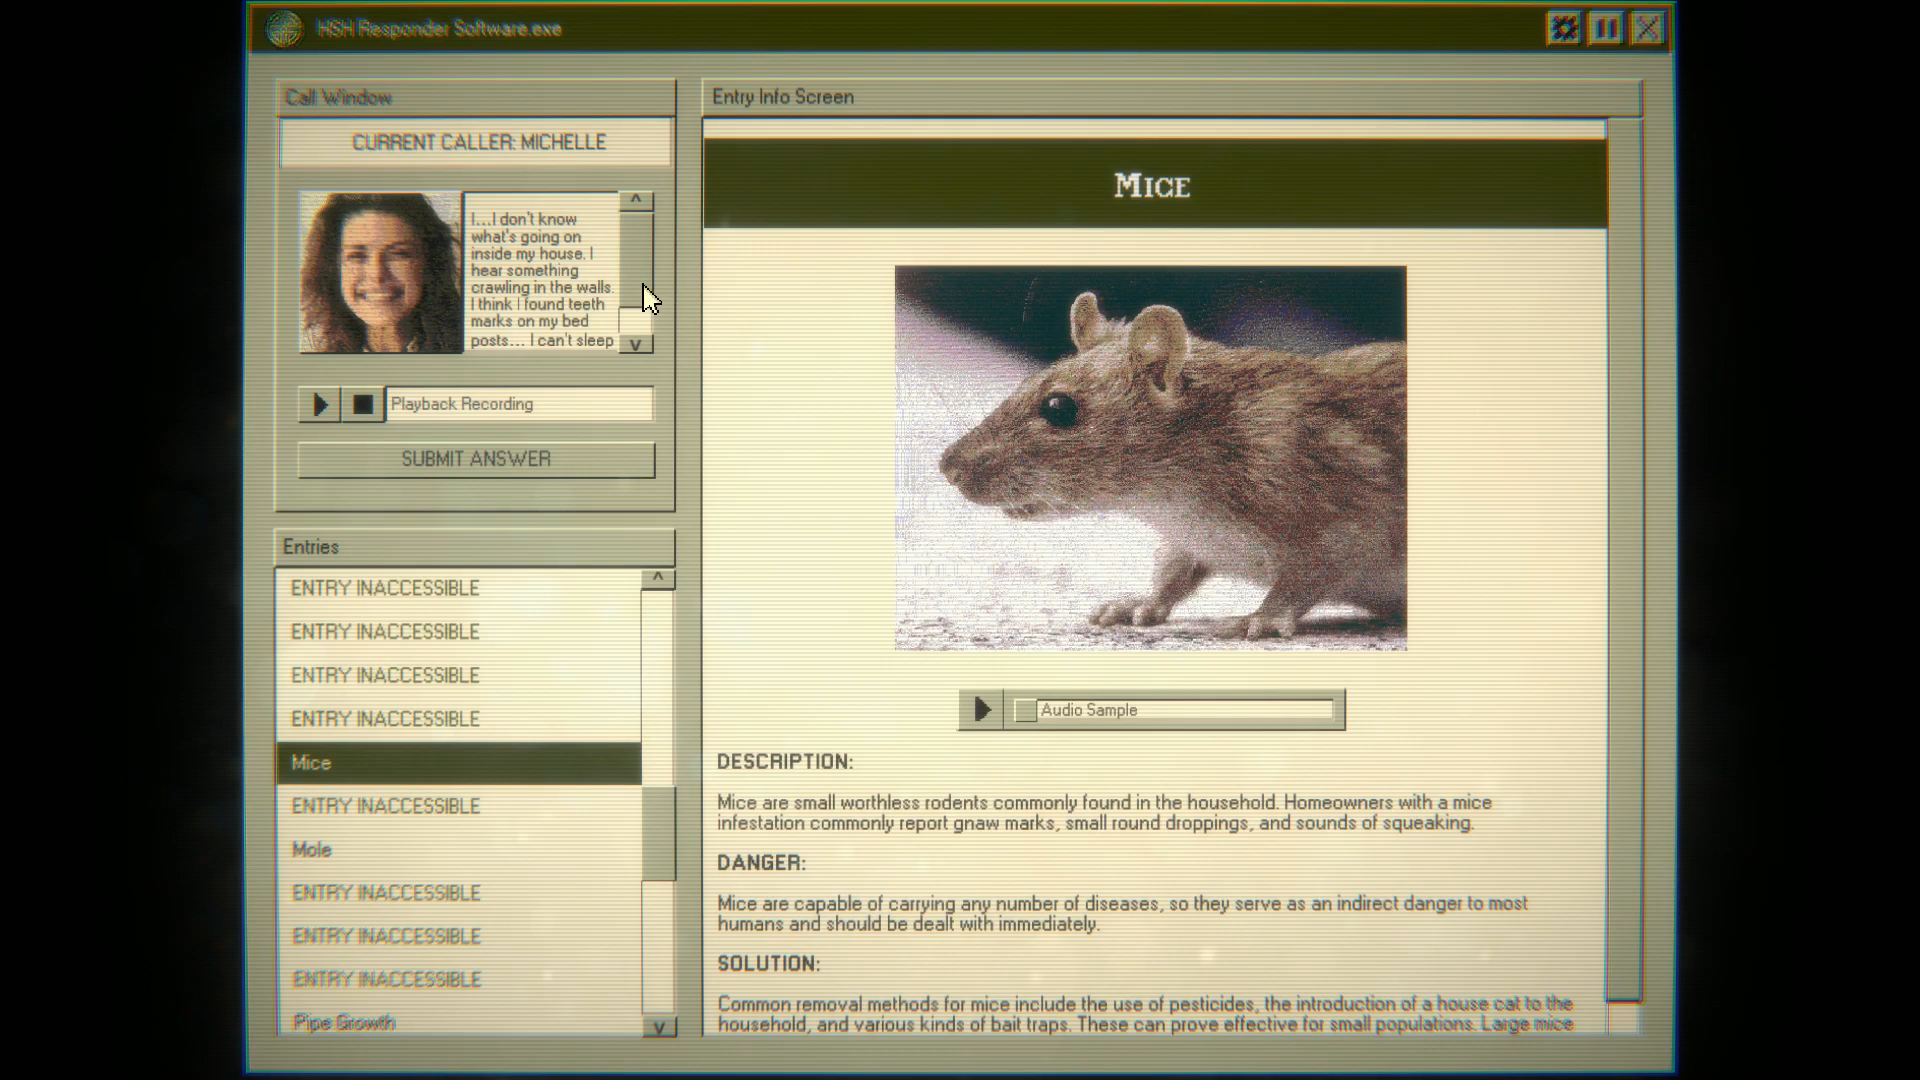 HSH Responder Software.exe
Call Window
CURRENT CALLER: MICHELLE
I...I don't know
what's going on
inside my house. I
hear something
crawling in the walls.
I think I found teeth
marks on my bed
posts... I can't sleep
Playback Recording
SUBMIT ANSWER
Entries
ENTRY INACCESSIBLE
ENTRY INACCESSIBLE
ENTRY INACCESSIBLE
ENTRY INACCESSIBLE
Mice
ENTRY INACCESSIBLE
Mole
ENTRY INACCESSIBLE
ENTRY INACCESSIBLE
ENTRY INACCESSIBLE
Pipe Growth
Entry Info Screen
MICE
Audio Sample
DESCRIPTION:
Mice are small worthless rodents commonly found in the household. Homeowners with a mice
infestation commonly report gnaw marks, small round droppings, and sounds of squeaking.
DANGER:
Mice are capable of carrying any number of diseases, so they serve as an indirect danger to most
humans and should be dealt with immediately.
SOLUTION:
Common removal methods for mice include the use of pesticides, the introduction of a house cat to the
household, and various kinds of bait traps. These can prove effective for small populations. Large mice